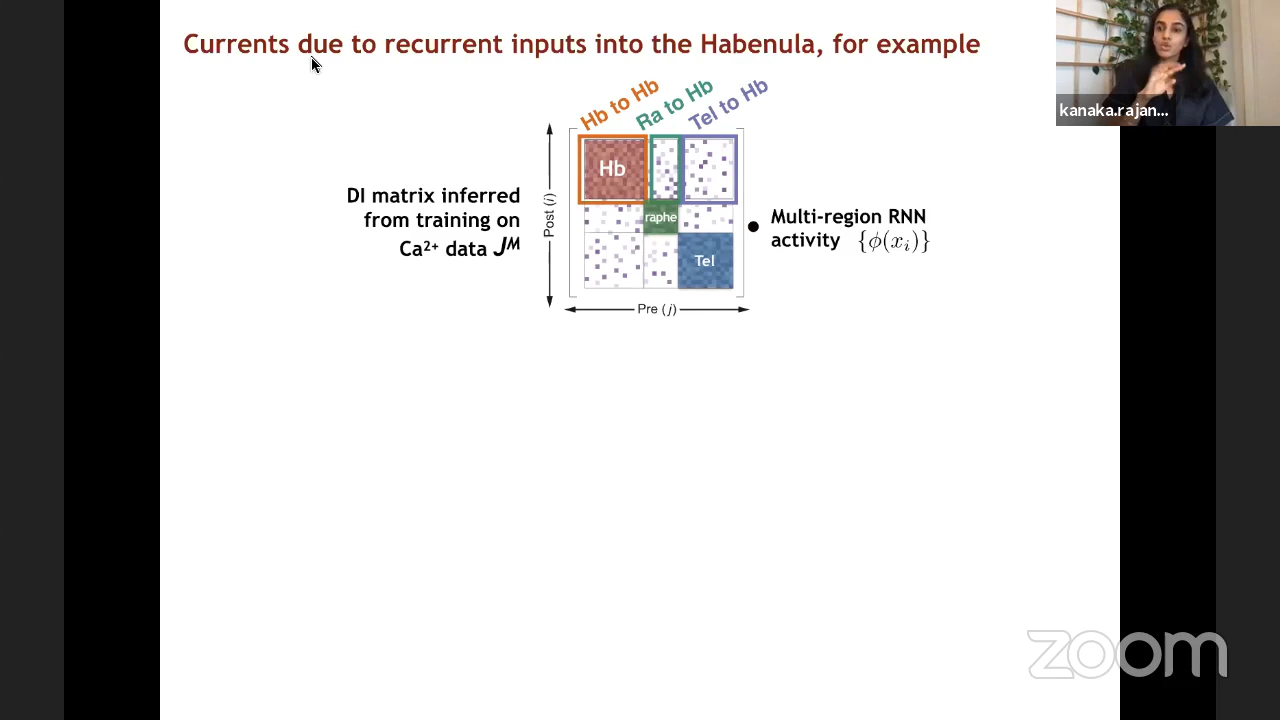 Currents due to recurrent inputs into the Habenula, for example
kanaka.rajan...
Hb to Hb
Ra to Hb
Tel to Hb
DI matrix inferred
from training on
Ca²⁺ data Jᴹ
Post (i)
Hb
raphe
Tel
Pre (j)
Multi-region RNN
activity {ϕ(xᵢ)}
zoom